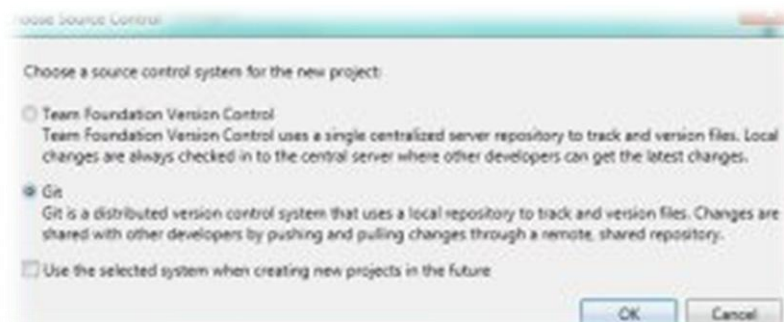 Choose Source Control
Choose a source control system for the new project:
Team Foundation Version Control
Team Foundation Version Control uses a single centralized server repository to track and version files. Local
changes are always checked in to the central server where other developers can get the latest changes.
Git
Git is a distributed version control system that uses a local repository to track and version files. Changes are
shared with other developers by pushing and pulling changes through a remote, shared repository.
Use the selected system when creating new projects in the future
OK Cancel